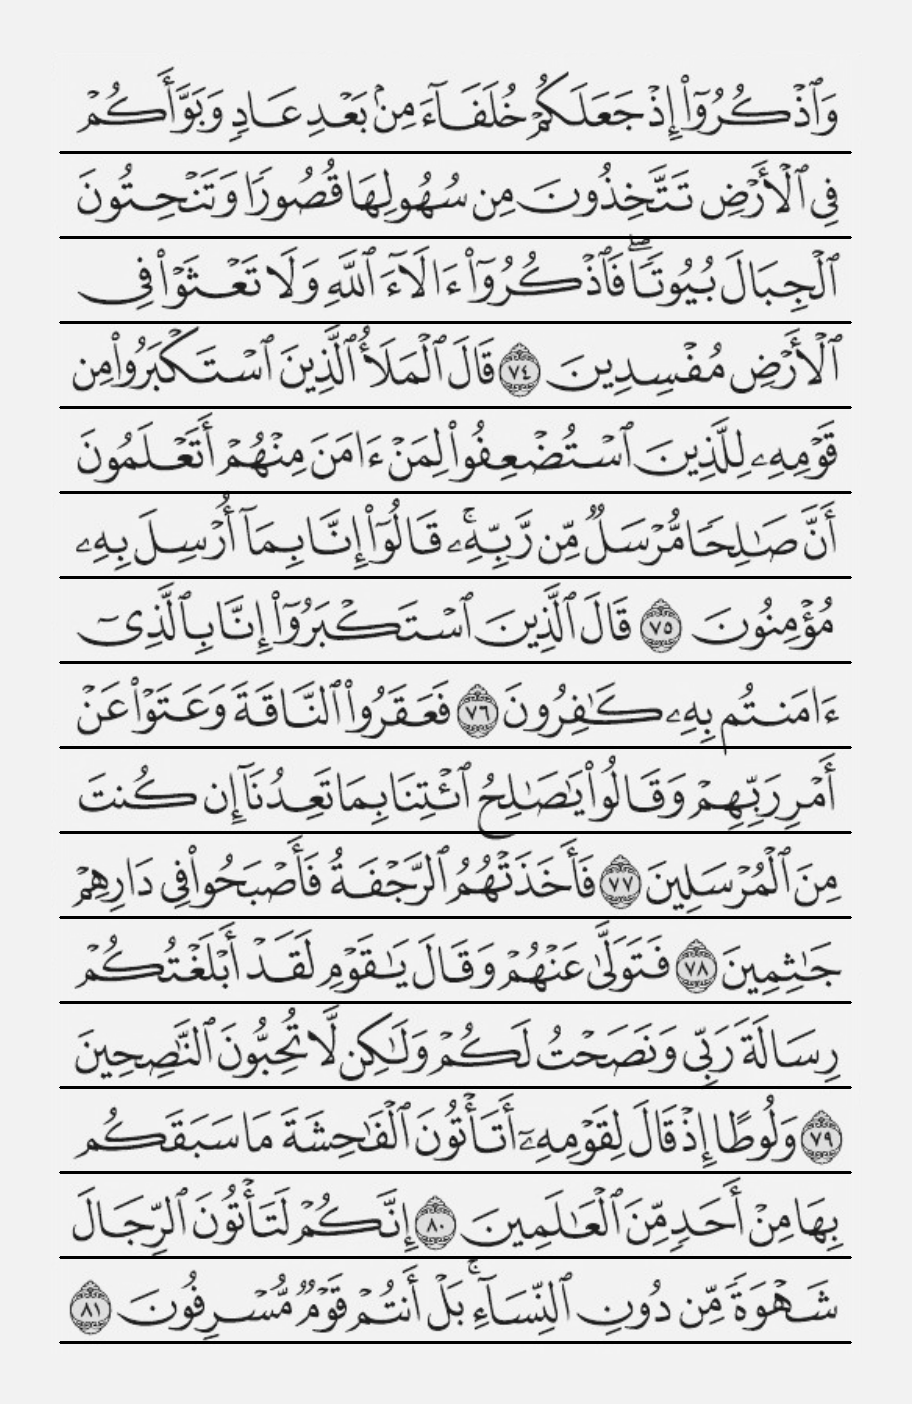 وَٱذْكُرُوٓا۟ إِذْ جَعَلَكُمْ خُلَفَآءَ مِنۢ بَعْدِ عَادٍ وَبَوَّأَكُمْ
فِى ٱلْأَرْضِ تَتَّخِذُونَ مِن سُهُولِهَا قُصُورًا وَتَنْحِتُونَ
ٱلْجِبَالَ بُيُوتًا ۖ فَٱذْكُرُوٓا۟ ءَالَآءَ ٱللَّهِ وَلَا تَعْثَوْا۟ فِى
ٱلْأَرْضِ مُفْسِدِينَ ٧٤ قَالَ ٱلْمَلَأُ ٱلَّذِينَ ٱسْتَكْبَرُوا۟ مِن
قَوْمِهِۦ لِلَّذِينَ ٱسْتُضْعِفُوا۟ لِمَنْ ءَامَنَ مِنْهُمْ أَتَعْلَمُونَ
أَنَّ صَـٰلِحًا مُّرْسَلٌ مِّن رَّبِّهِۦ ۚ قَالُوٓا۟ إِنَّا بِمَآ أُرْسِلَ بِهِۦ
مُؤْمِنُونَ ٧٥ قَالَ ٱلَّذِينَ ٱسْتَكْبَرُوٓا۟ إِنَّا بِٱلَّذِىٓ
ءَامَنتُم بِهِۦ كَـٰفِرُونَ ٧٦ فَعَقَرُوا۟ ٱلنَّاقَةَ وَعَتَوْا۟ عَنْ
أَمْرِ رَبِّهِمْ وَقَالُوا۟ يَـٰصَـٰلِحُ ٱئْتِنَا بِمَا تَعِدُنَآ إِن كُنتَ
مِنَ ٱلْمُرْسَلِينَ ٧٧ فَأَخَذَتْهُمُ ٱلرَّجْفَةُ فَأَصْبَحُوا۟ فِى دَارِهِمْ
جَـٰثِمِينَ ٧٨ فَتَوَلَّىٰ عَنْهُمْ وَقَالَ يَـٰقَوْمِ لَقَدْ أَبْلَغْتُكُمْ
رِسَالَةَ رَبِّى وَنَصَحْتُ لَكُمْ وَلَـٰكِن لَّا تُحِبُّونَ ٱلنَّـٰصِحِينَ
٧٩ وَلُوطًا إِذْ قَالَ لِقَوْمِهِۦٓ أَتَأْتُونَ ٱلْفَـٰحِشَةَ مَا سَبَقَكُم
بِهَا مِنْ أَحَدٍ مِّنَ ٱلْعَـٰلَمِينَ ٨٠ إِنَّكُمْ لَتَأْتُونَ ٱلرِّجَالَ
شَهْوَةً مِّن دُونِ ٱلنِّسَآءِ ۚ بَلْ أَنتُمْ قَوْمٌ مُّسْرِفُونَ ٨١